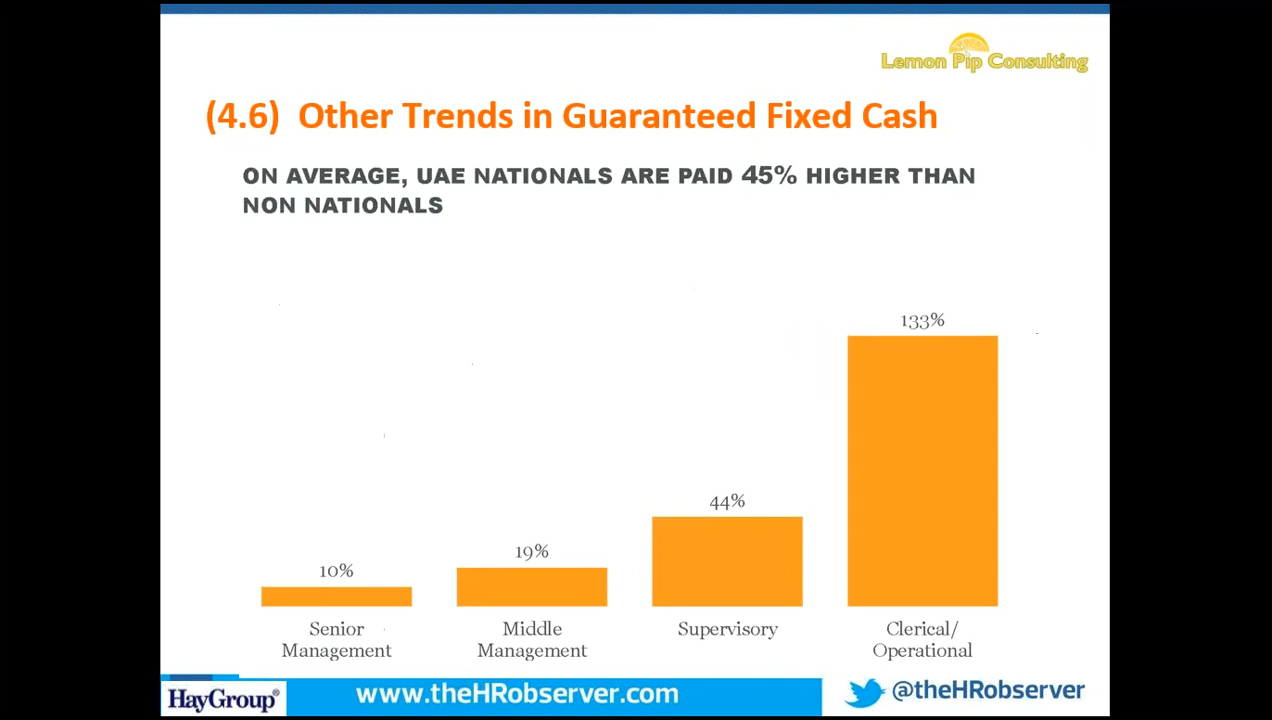 Lemon Pip Consulting
(4.6) Other Trends in Guaranteed Fixed Cash
ON AVERAGE, UAE NATIONALS ARE PAID 45% HIGHER THAN
NON NATIONALS
133%
44%
19%
10%
Senior
Management
Middle
Management
Supervisory
Clerical/
Operational
HayGroup®
www.theHRobserver.com
@theHRobserver